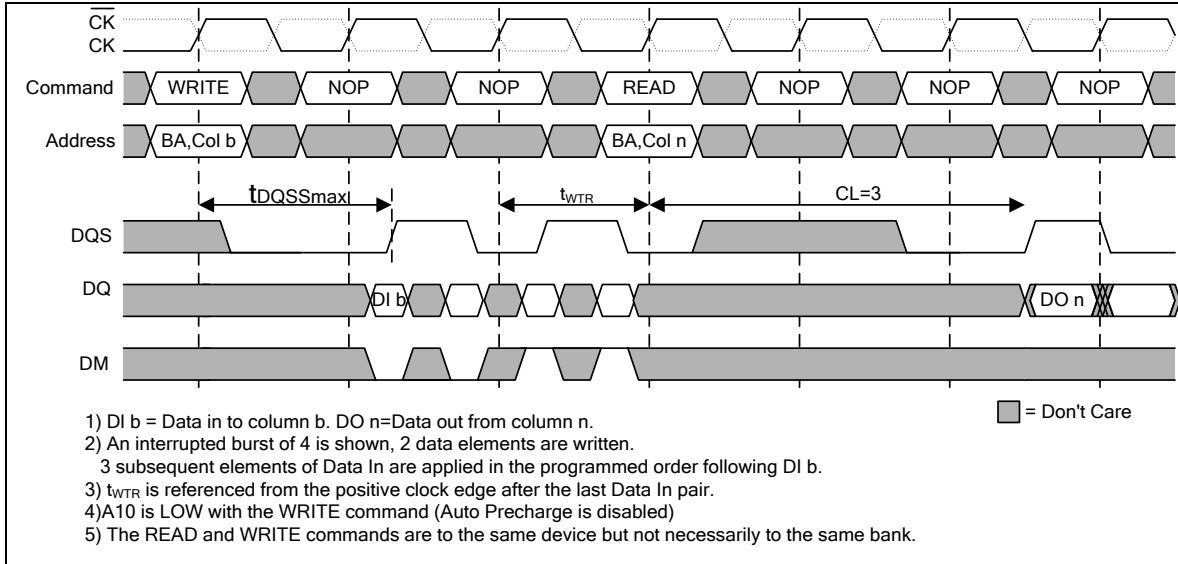 CK
CK
Command WRITE NOP NOP READ NOP NOP NOP
Address BA,Col b BA,Col n
tDQSSmax tWTR CL=3
DQS
DQ DI b DO n
DM
= Don't Care
1) DI b = Data in to column b. DO n=Data out from column n.
2) An interrupted burst of 4 is shown, 2 data elements are written.
3 subsequent elements of Data In are applied in the programmed order following DI b.
3) tWTR is referenced from the positive clock edge after the last Data In pair.
4)A10 is LOW with the WRITE command (Auto Precharge is disabled)
5) The READ and WRITE commands are to the same device but not necessarily to the same bank.